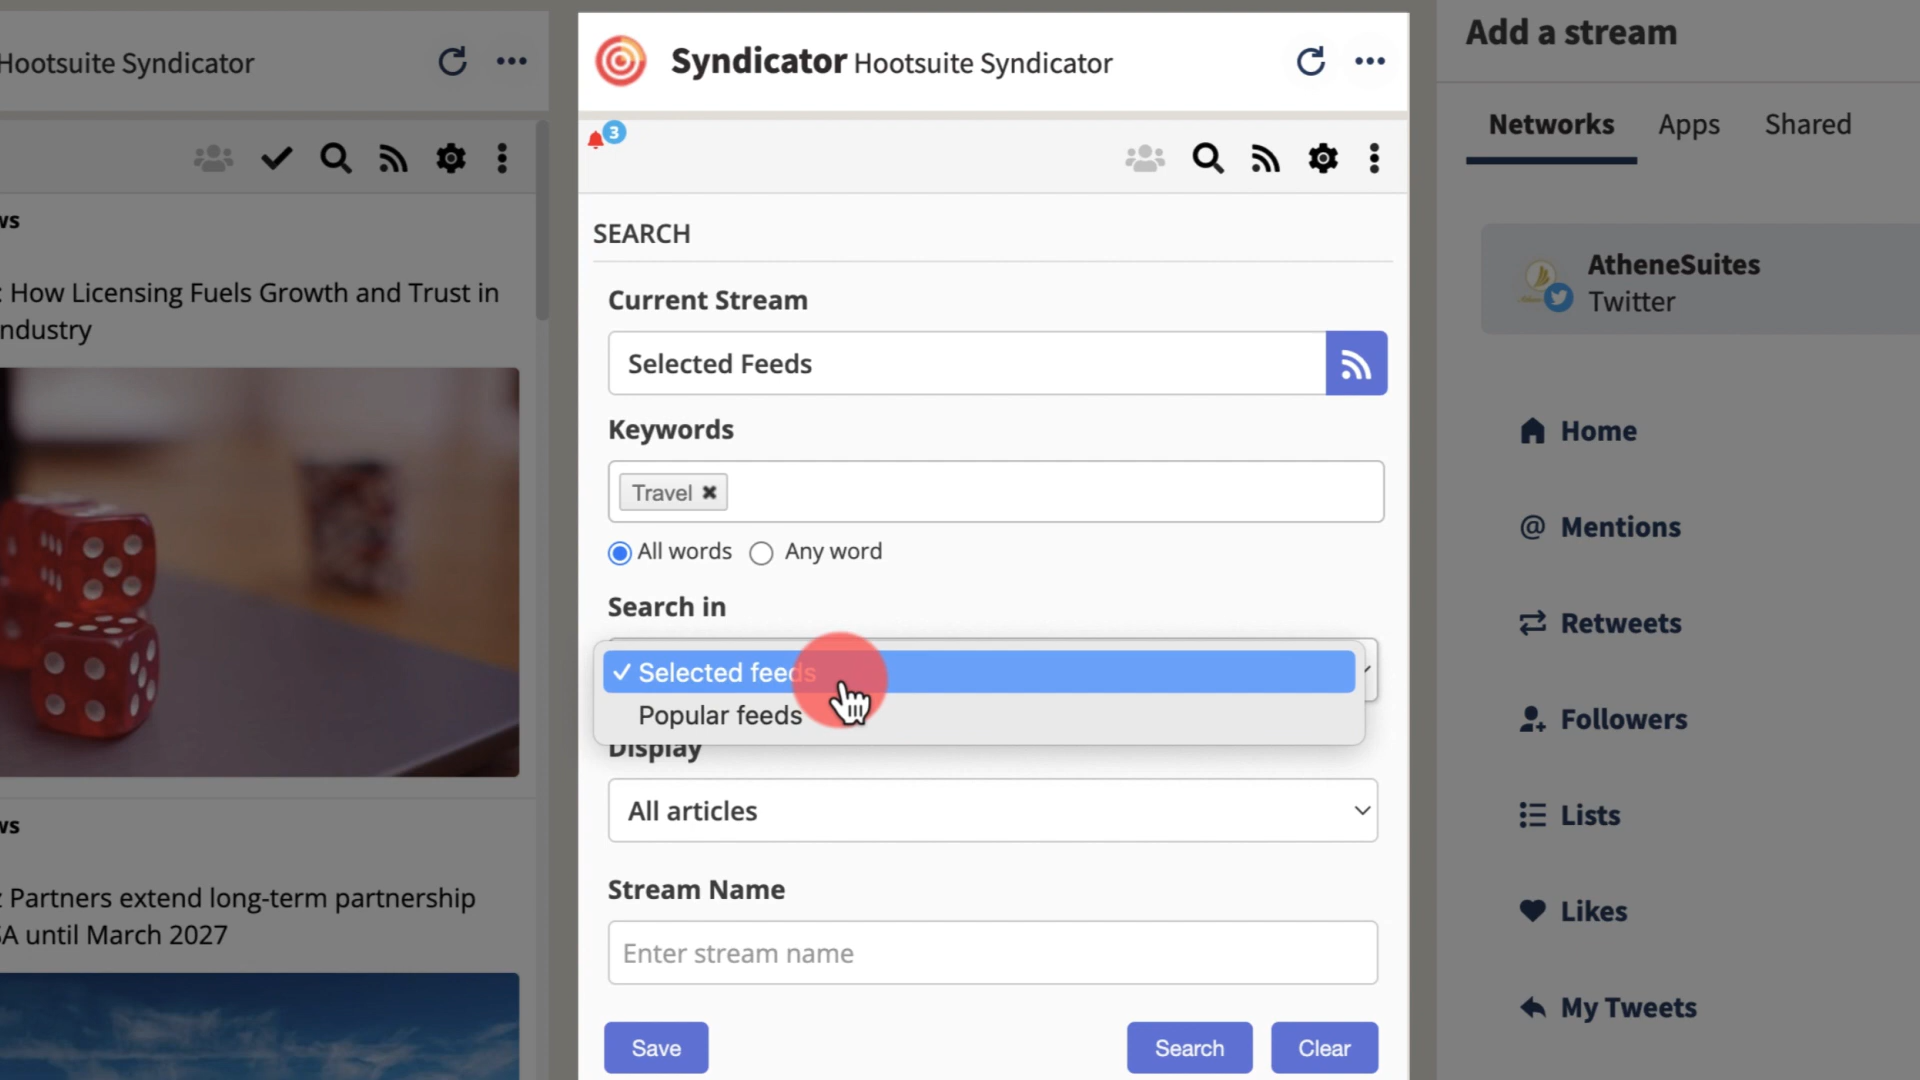 Hootsuite Syndicator
ws
: How Licensing Fuels Growth and Trust in
ndustry
ws
: Partners extend long-term partnership
SA until March 2027
Syndicator Hootsuite Syndicator
3
SEARCH
Current Stream
Selected Feeds
Keywords
Travel
All words Any word
Search in
Selected feeds
Popular feeds
Display
All articles
Stream Name
Enter stream name
Save Search Clear
Add a stream
Networks Apps Shared
AtheneSuites
Twitter
Home
Mentions
Retweets
Followers
Lists
Likes
My Tweets